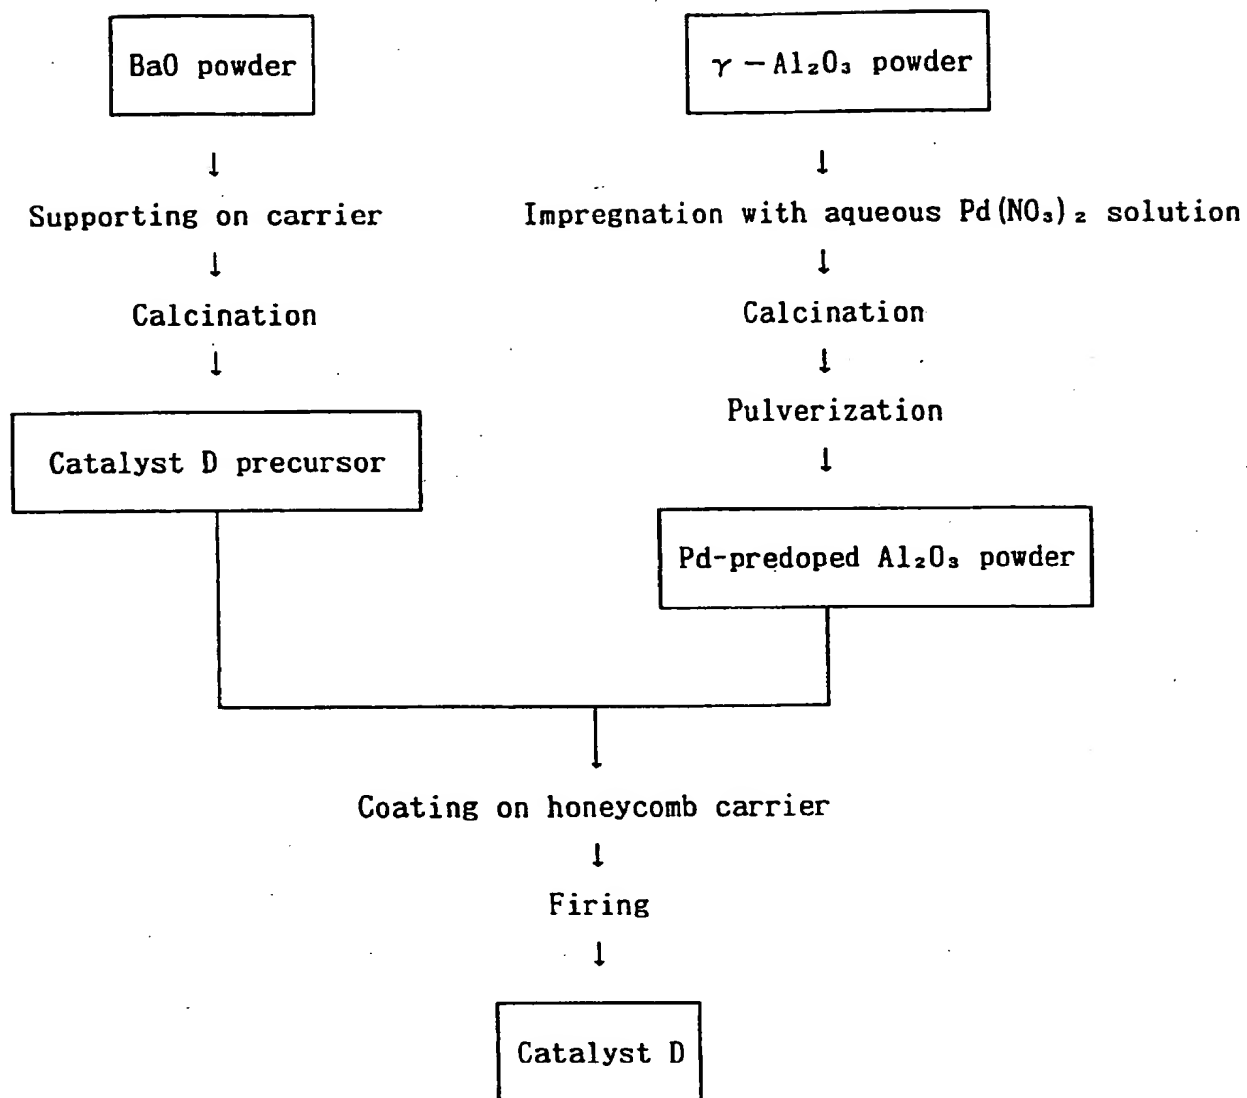 BaO powder
γ-Al₂O₃ powder
↓
↓
Supporting on carrier
Impregnation with aqueous Pd(NO₃)₂ solution
↓
↓
Calcination
Calcination
↓
↓
Pulverization
Catalyst D precursor
↓
Pd-predoped Al₂O₃ powder
Coating on honeycomb carrier
↓
Firing
↓
Catalyst D